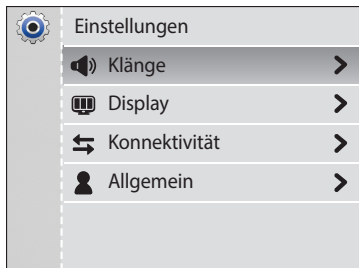 Einstellungen
Klänge
Display
Konnektivität
Allgemein